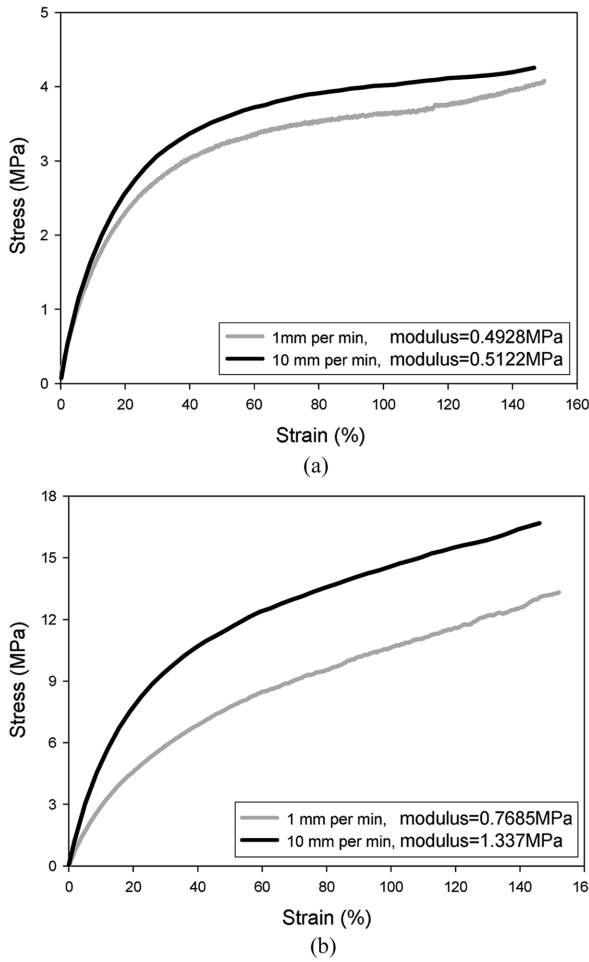 5
4
3
2
1
0
Stress (MPa)
1mm per min, modulus=0.4928MPa
10 mm per min, modulus=0.5122MPa
0 20 40 60 80 100 120 140 160
Strain (%)
(a)
18
15
12
9
6
3
0
Stress (MPa)
1 mm per min, modulus=0.7685MPa
10 mm per min, modulus=1.337MPa
0 20 40 60 80 100 120 140 160
Strain (%)
(b)